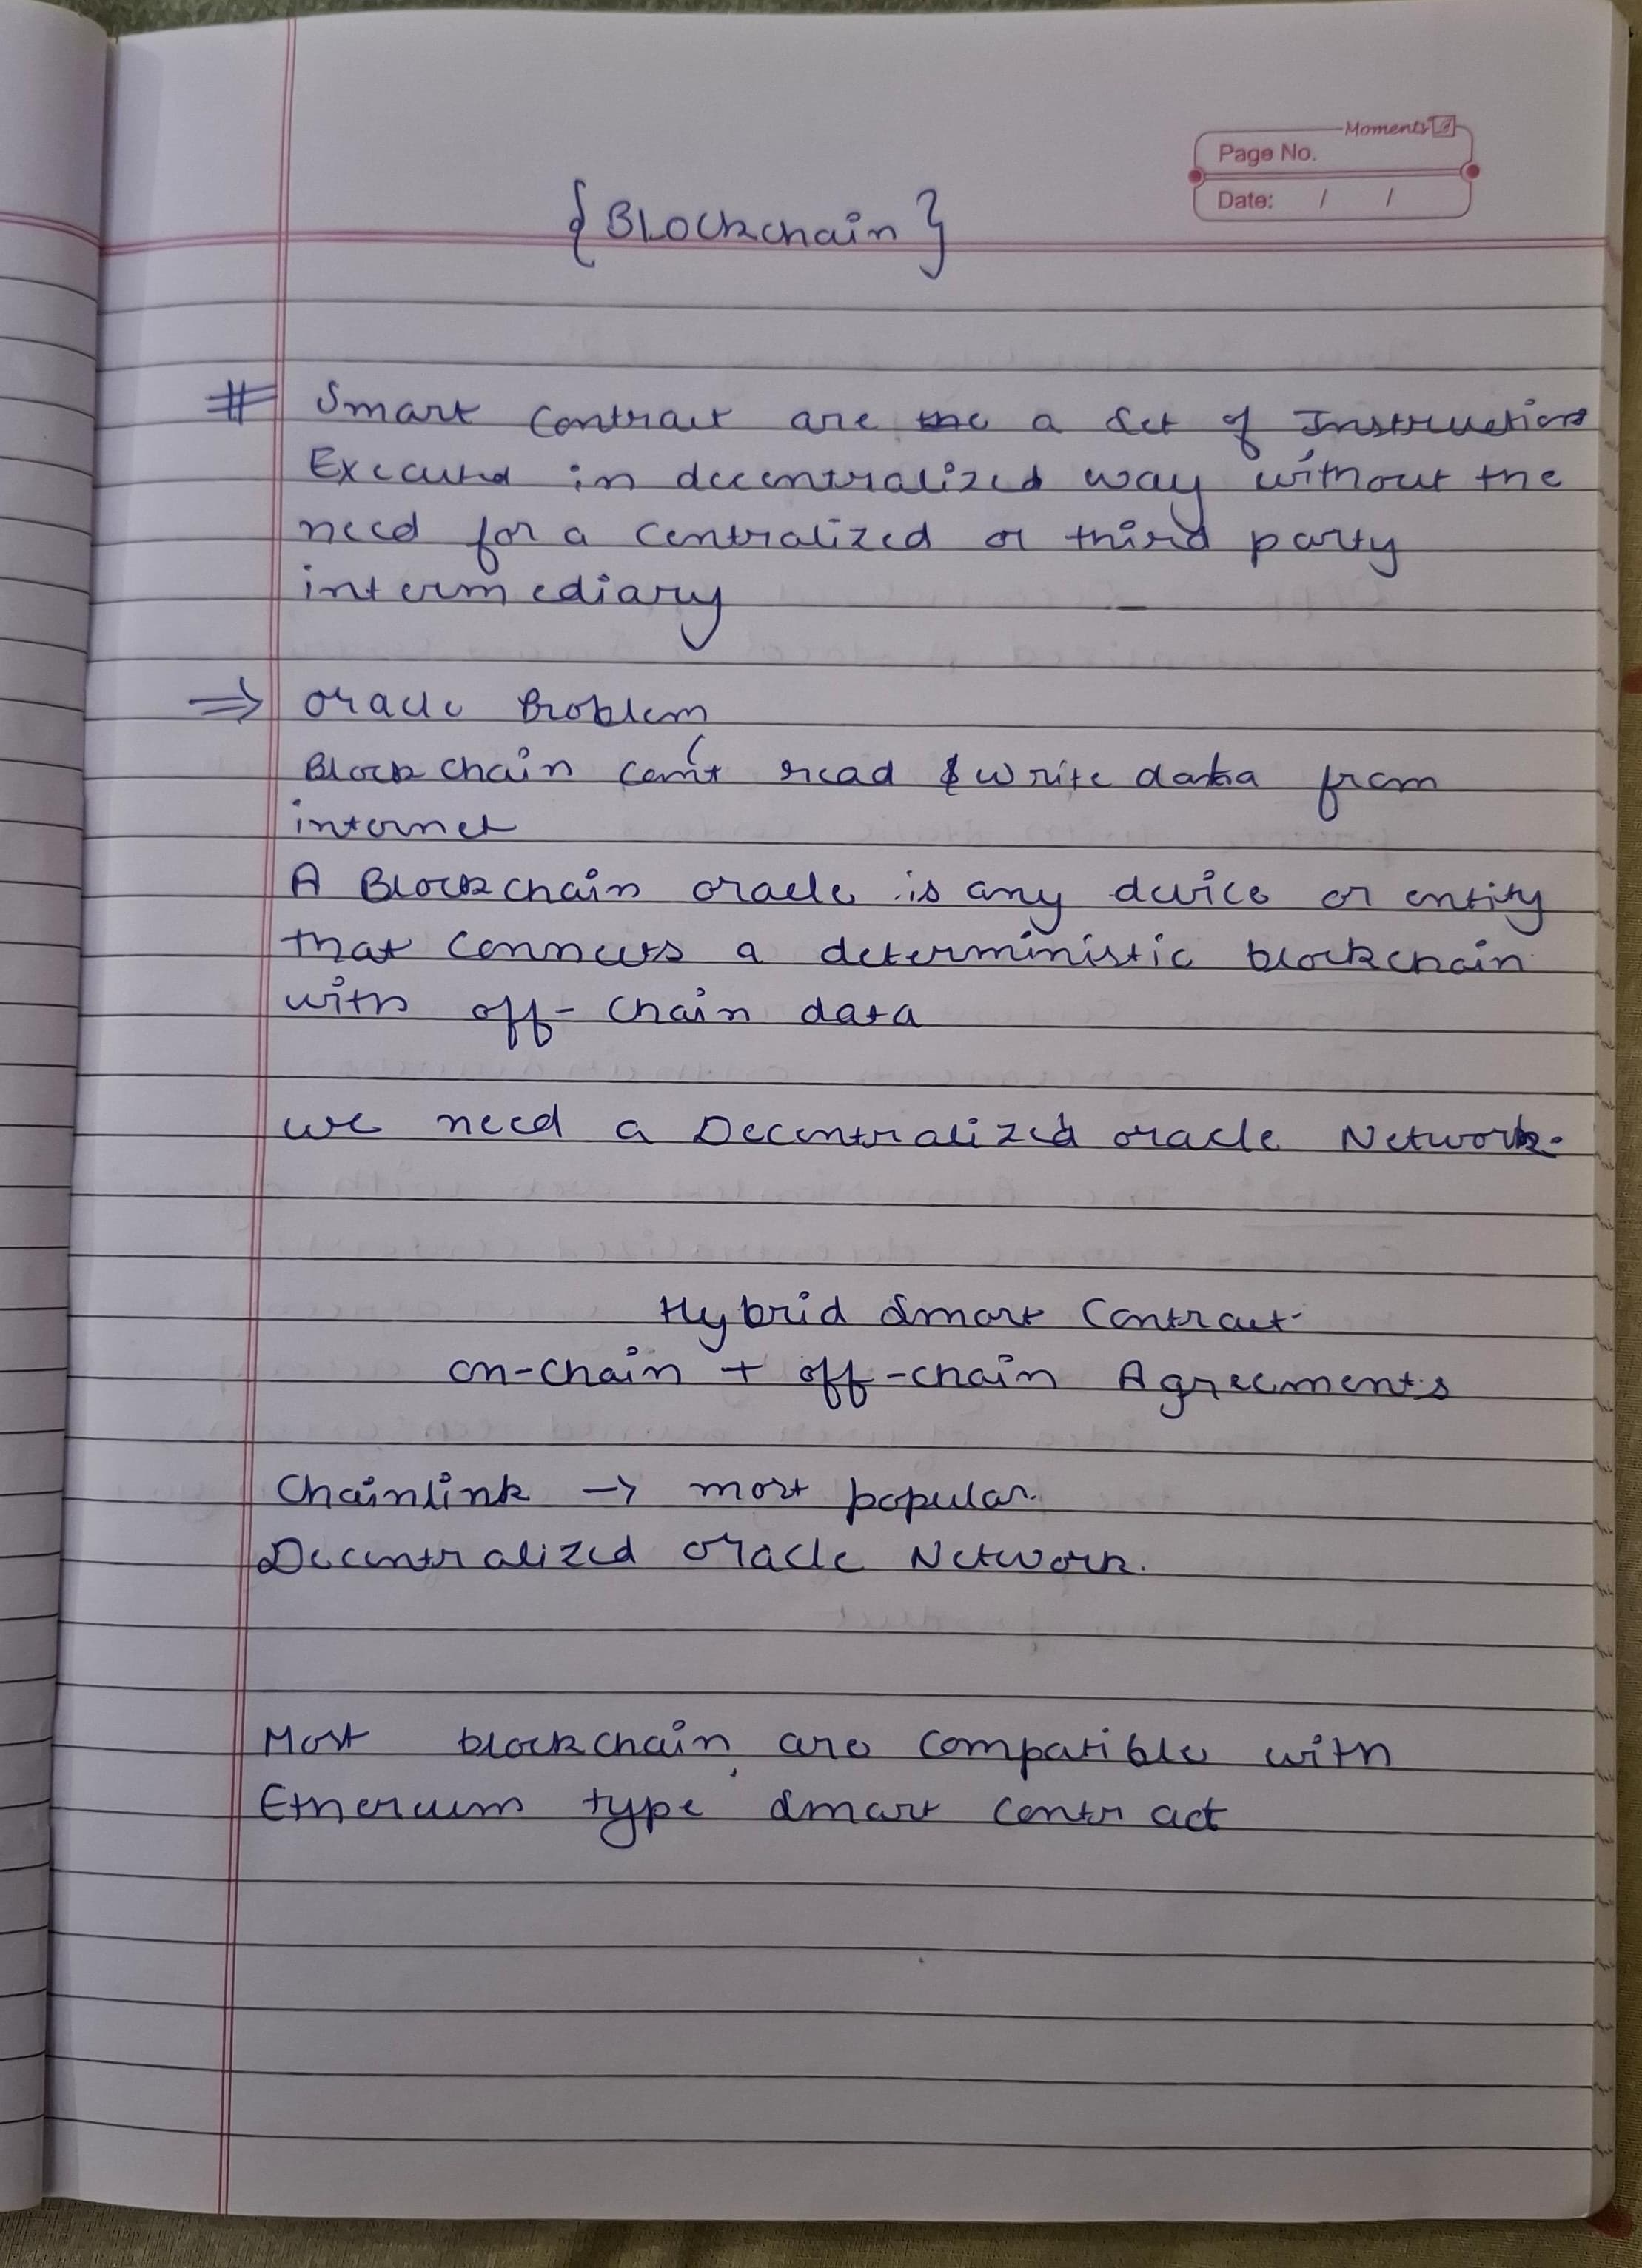 Moments
Page No.
Date: / /
{Blockchain}
# Smart Contract are the a Set of Instructions
Executed in decentralized way without the
need for a centralized or third party
intermediary
⇒ Oracle Problem
Blockchain can't read & write data from
internet
A Blockchain oracle is any device or entity
that connects a deterministic blockchain
with off-chain data
we need a Decentralized oracle Network.
Hybrid Smart Contract
on-chain + off-chain Agreements
Chainlink → most popular
Decentralized Oracle Network.
Most blockchain are compatible with
Ethereum type smart contract